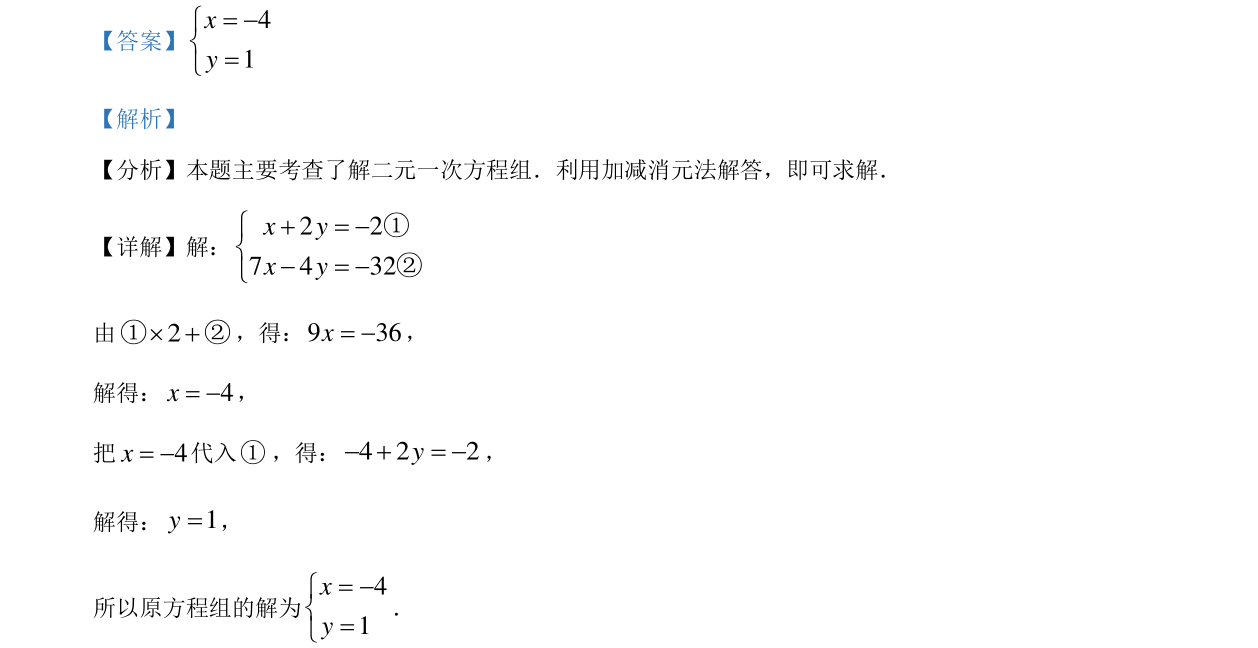 【答案】{x=−4
y=1
【解析】
【分析】本题主要考查了解二元一次方程组．利用加减消元法解答，即可求解．
【详解】解：{x+2y=−2①
7x−4y=−32②
由①×2+②，得：9x=−36，
解得：x=−4，
把x=−4代入①，得：−4+2y=−2，
解得：y=1，
所以原方程组的解为{x=−4
y=1．